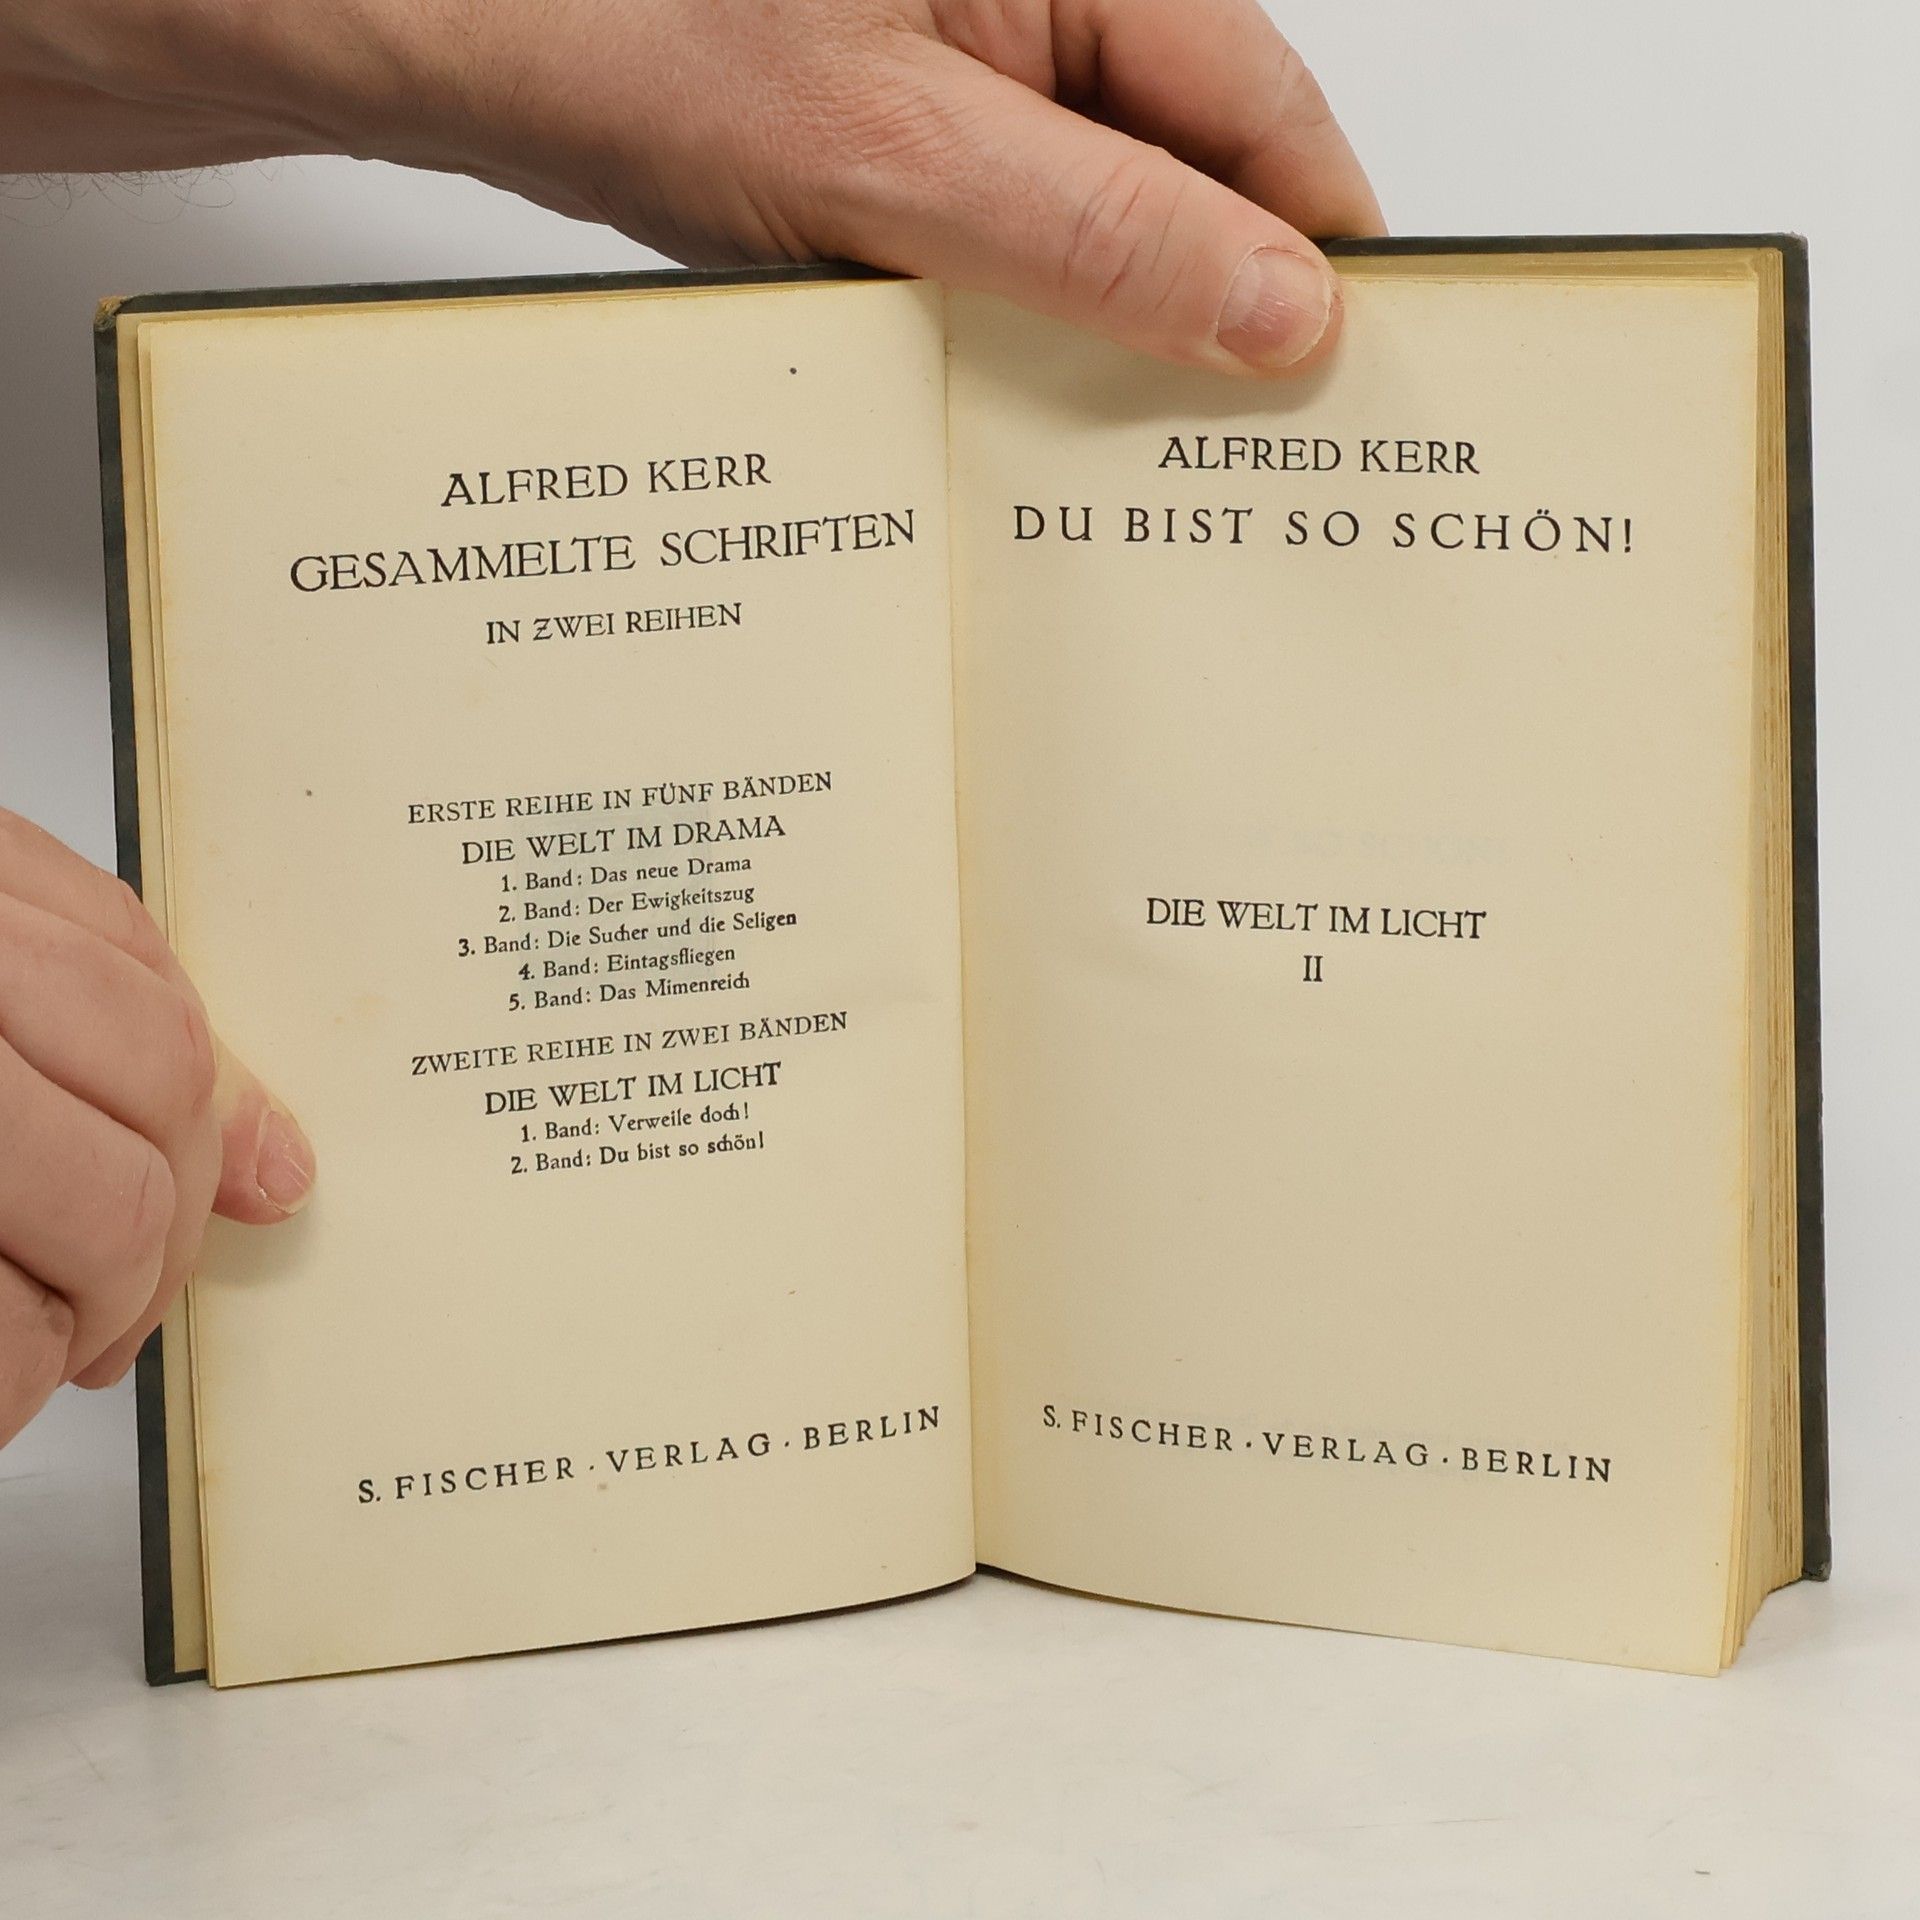 ALFRED KERR
GESAMMELTE SCHRIFTEN
IN ZWEI REIHEN
ERSTE REIHE IN FÜNF BÄNDEN
DIE WELT IM DRAMA
1. Band: Das neue Drama
2. Band: Der Ewigkeitszug
3. Band: Die Sucher und die Seligen
4. Band: Eintagsfliegen
5. Band: Das Mimenreich
ZWEITE REIHE IN ZWEI BÄNDEN
DIE WELT IM LICHT
1. Band: Verweile doch!
2. Band: Du bist so schön!
S. FISCHER · VERLAG · BERLIN
ALFRED KERR
DU BIST SO SCHÖN!
DIE WELT IM LICHT
II
S. FISCHER · VERLAG · BERLIN